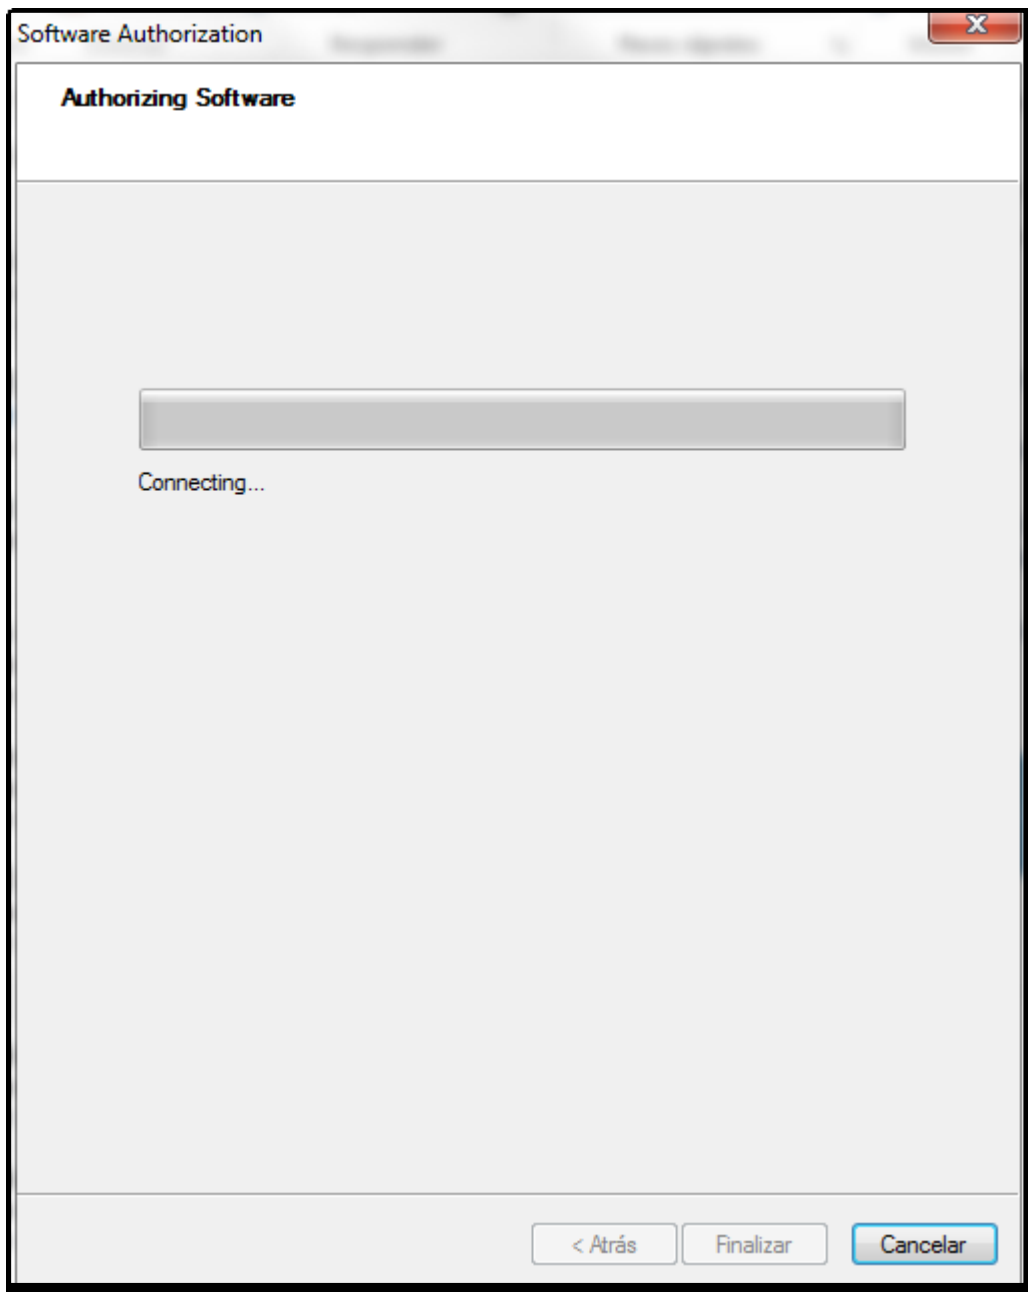 Software Authorization
Authorizing Software
Connecting...
< Atrás
Finalizar
Cancelar